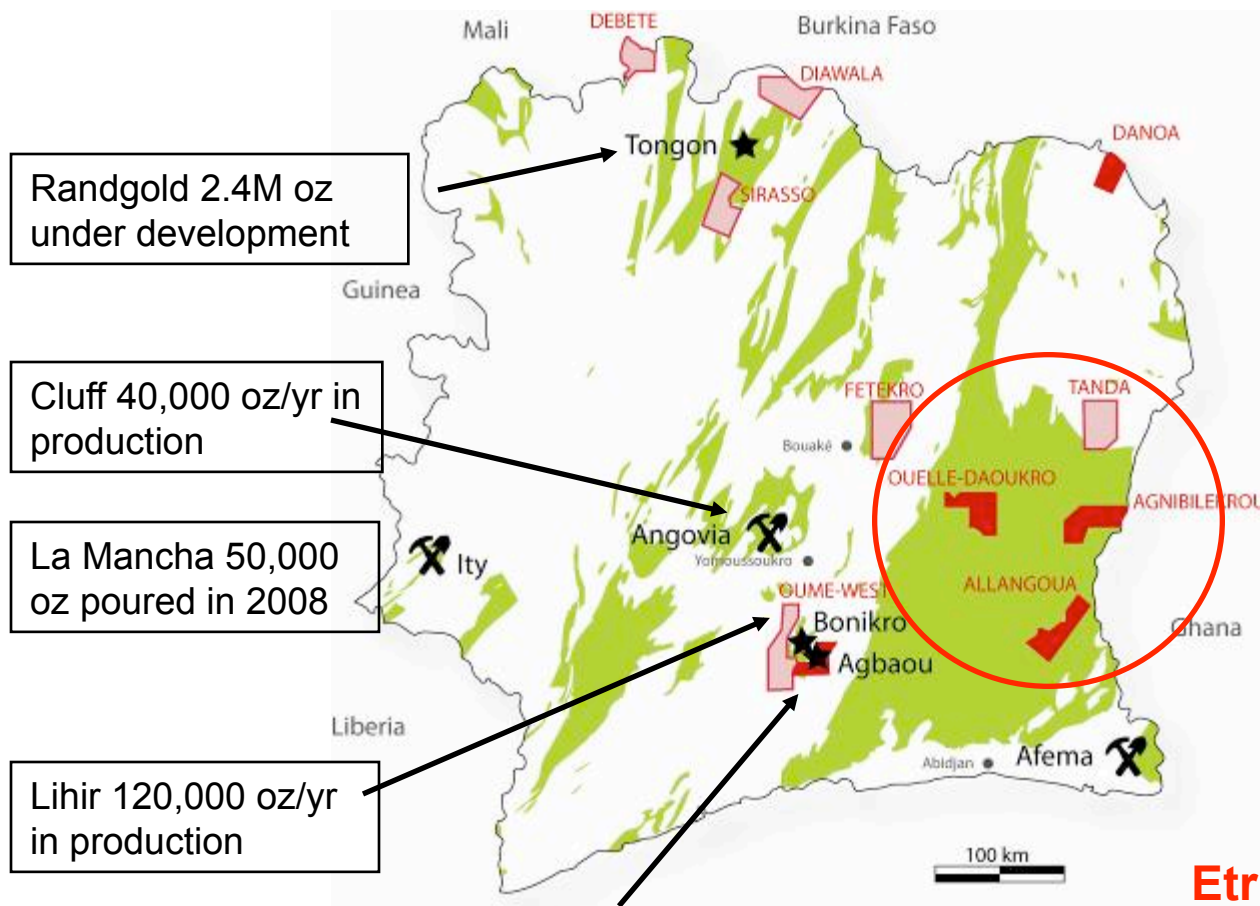 DEBETE
Mali
Burkina Faso
DIAWALA
DANOA
Tongon
Randgold 2.4M oz
under development
SIRASSO
Guinea
Cluff 40,000 oz/yr in
production
FETEKRO
TANDA
Bouaké
OUELLE-DAOUKRO
AGNIBILEKROU
La Mancha 50,000
oz poured in 2008
Angovia
Ity
Yomoussoukro
OUME-WEST
ALLANGOUA
Bonikro
Ghana
Agbaou
Liberia
Lihir 120,000 oz/yr
in production
Abidjan
Afema
100 km
Etr